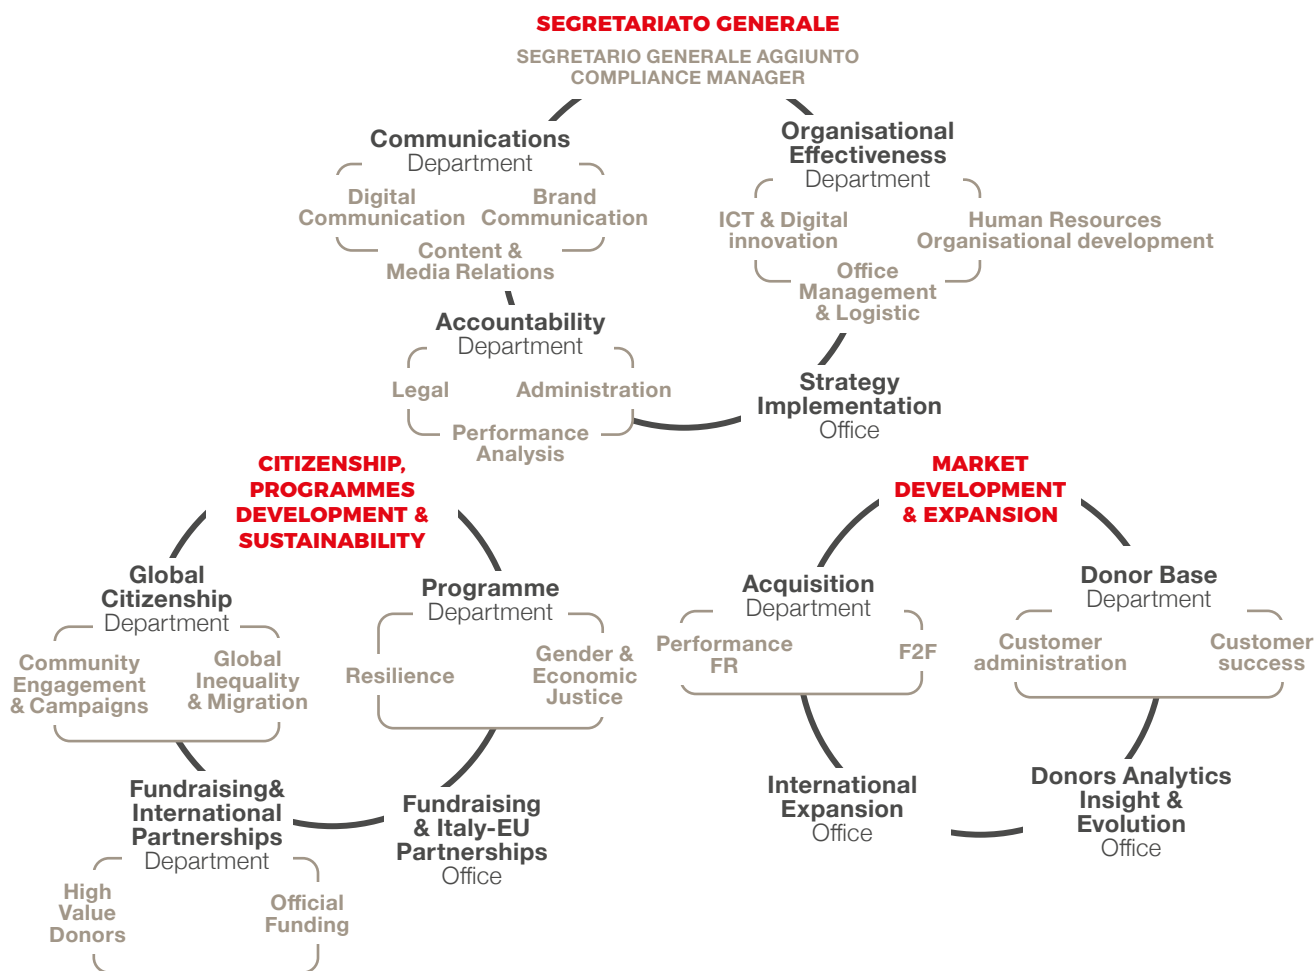 SEGRETARIATO GENERALE
SEGRETARIO GENERALE AGGIUNTO
COMPLIANCE MANAGER
Communications
Department
Digital
Communication
Brand
Communication
Content &
Media Relations
Organisational
Effectiveness
Department
ICT & Digital
innovation
Human Resources
Organisational development
Office
Management
& Logistic
Accountability
Department
Legal
Administration
Performance
Analysis
Strategy
Implementation
Office
CITIZENSHIP,
PROGRAMMES
DEVELOPMENT &
SUSTAINABILITY
Global
Citizenship
Department
Community
Engagement
& Campaigns
Global
Inequality
& Migration
Programme
Department
Resilience
Gender &
Economic
Justice
Fundraising&
International
Partnerships
Department
High
Value
Donors
Official
Funding
Fundraising
& Italy-EU
Partnerships
Office
MARKET
DEVELOPMENT
& EXPANSION
Acquisition
Department
Performance
FR
F2F
Donor Base
Department
Customer
administration
Customer
success
International
Expansion
Office
Donors Analytics
Insight &
Evolution
Office